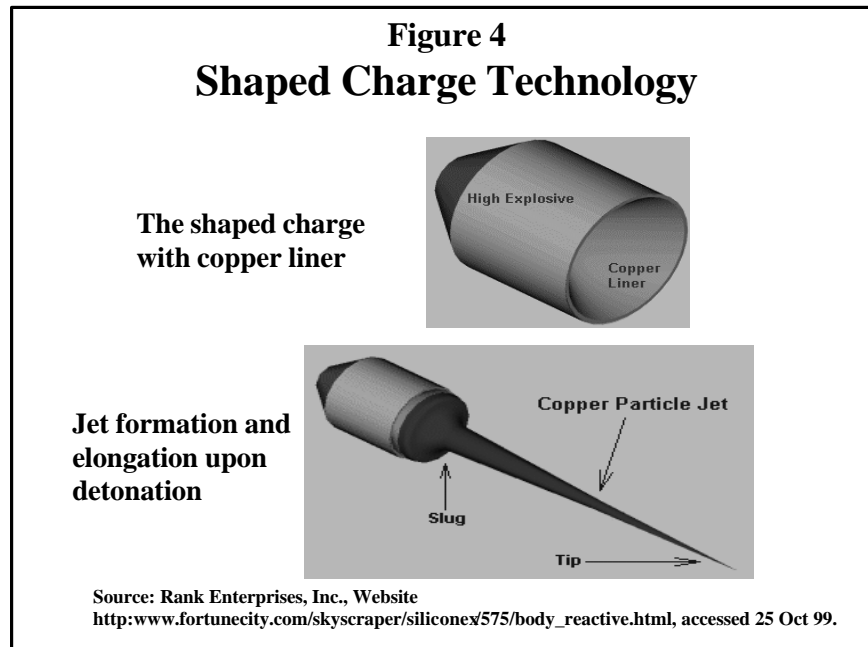 Figure 4
Shaped Charge Technology
The shaped charge
with copper liner
High Explosive
Copper
Liner
Jet formation and
elongation upon
detonation
Copper Particle Jet
Slug
Tip
Source: Rank Enterprises, Inc., Website
http:www.fortunecity.com/skyscraper/siliconex/575/body_reactive.html, accessed 25 Oct 99.